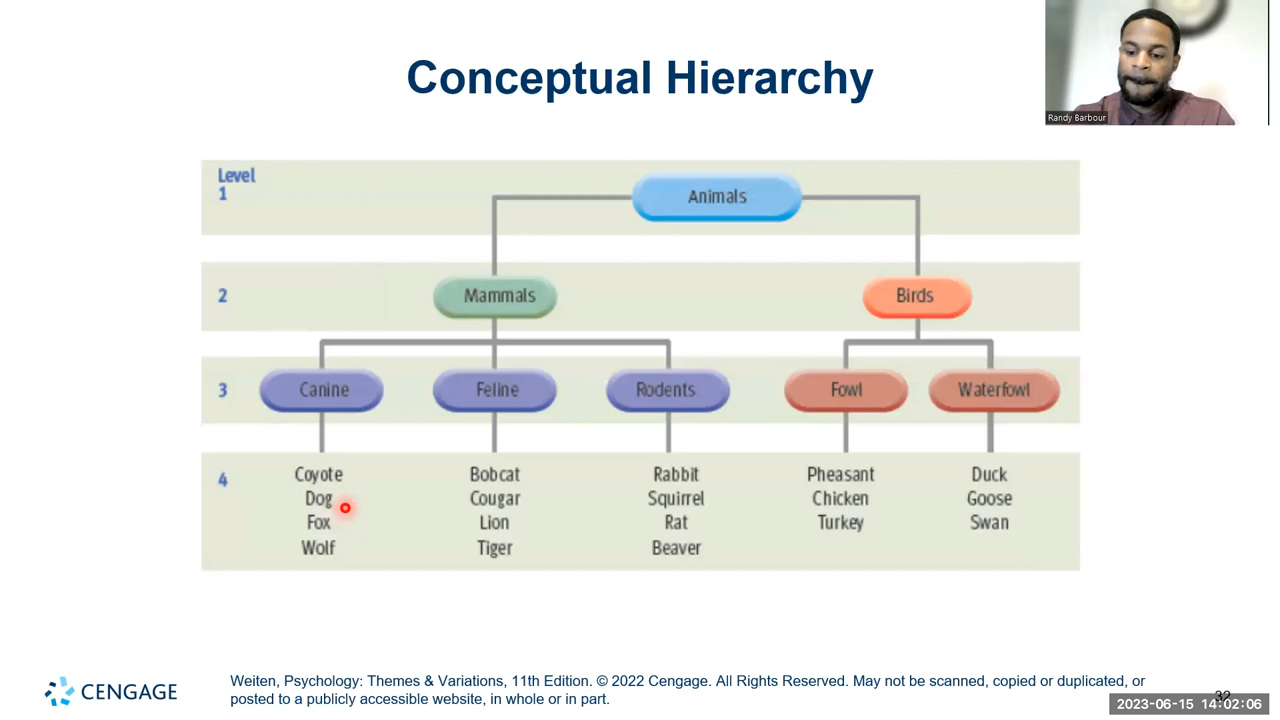 Conceptual Hierarchy
Randy Barbour
Level
1
Animals
2
Mammals
Birds
3
Canine
Feline
Rodents
Fowl
Waterfowl
4
Coyote
Dog
Fox
Wolf
Bobcat
Cougar
Lion
Tiger
Rabbit
Squirrel
Rat
Beaver
Pheasant
Chicken
Turkey
Duck
Goose
Swan
CENGAGE
Weiten, Psychology: Themes & Variations, 11th Edition. © 2022 Cengage. All Rights Reserved. May not be scanned, copied or duplicated, or
posted to a publicly accessible website, in whole or in part.
32
2023-06-15 14:02:06